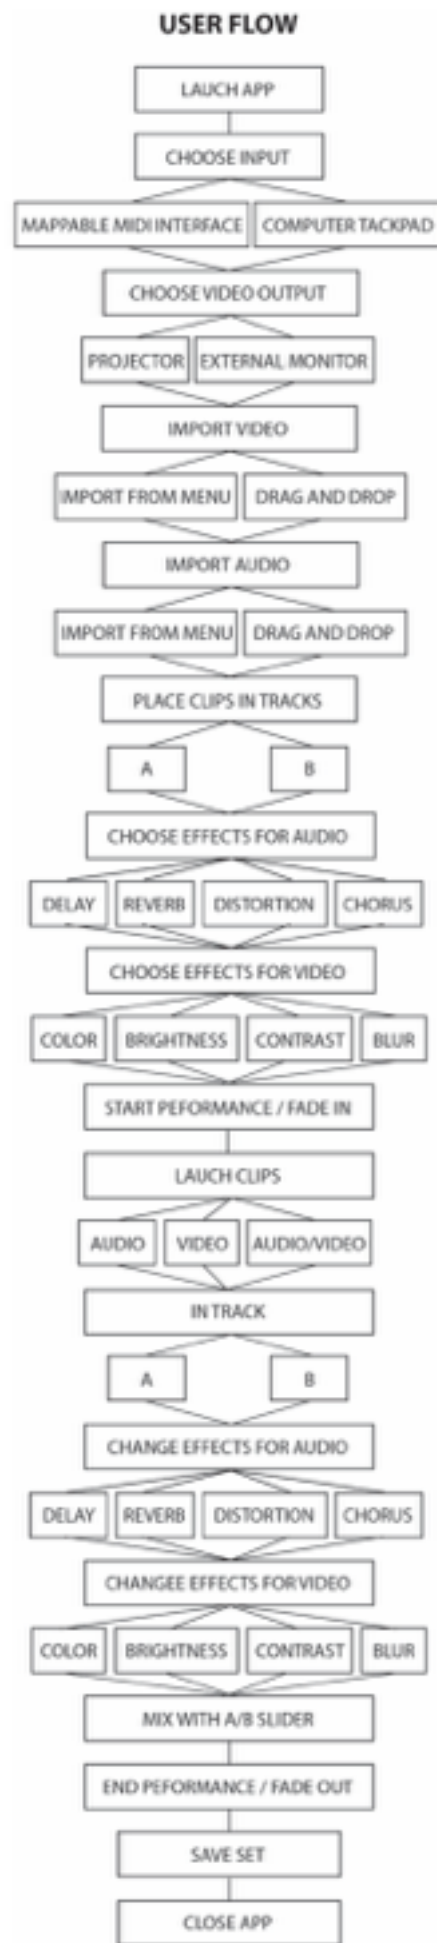 USER FLOW
LAUCH APP
CHOOSE INPUT
MAPPABLE MIDI INTERFACE COMPUTER TACKPAD
CHOOSE VIDEO OUTPUT
PROJECTOR EXTERNAL MONITOR
IMPORT VIDEO
IMPORT FROM MENU DRAG AND DROP
IMPORT AUDIO
IMPORT FROM MENU DRAG AND DROP
PLACE CLIPS IN TRACKS
A B
CHOOSE EFFECTS FOR AUDIO
DELAY REVERB DISTORTION CHORUS
CHOOSE EFFECTS FOR VIDEO
COLOR BRIGHTNESS CONTRAST BLUR
START PEFORMANCE / FADE IN
LAUCH CLIPS
AUDIO VIDEO AUDIO/VIDEO
IN TRACK
A B
CHANGE EFFECTS FOR AUDIO
DELAY REVERB DISTORTION CHORUS
CHANGEE EFFECTS FOR VIDEO
COLOR BRIGHTNESS CONTRAST BLUR
MIX WITH A/B SLIDER
END PEFORMANCE / FADE OUT
SAVE SET
CLOSE APP